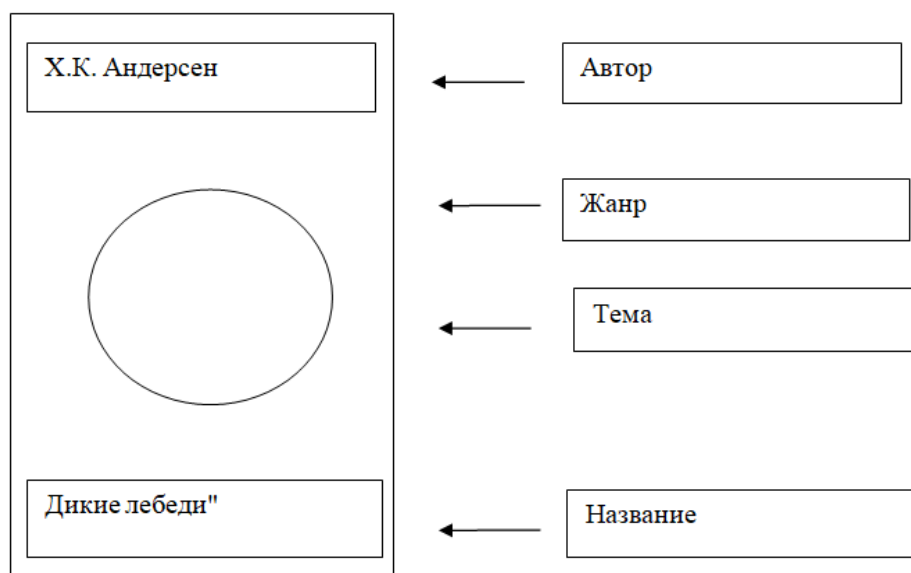 Х.К. Андерсен
Автор
Жанр
Тема
Дикие лебеди"
Название